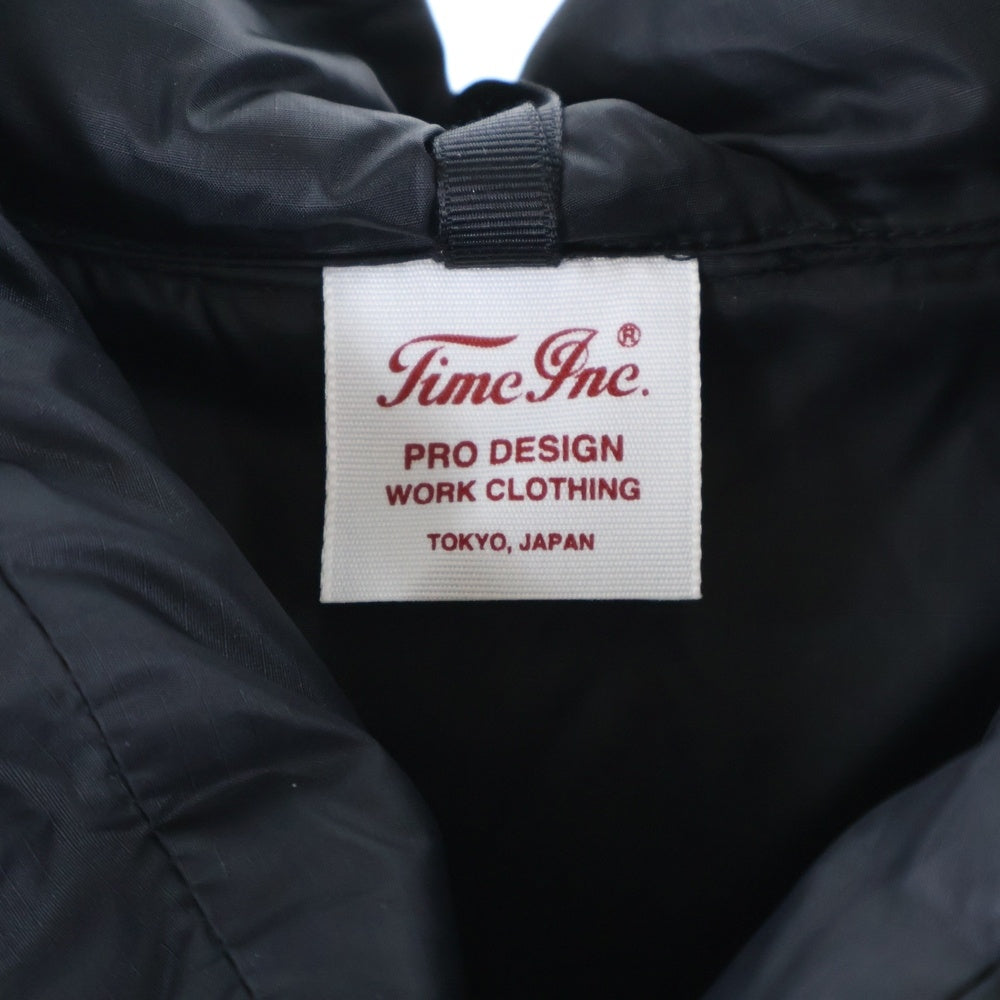 Time Inc.®
PRO DESIGN
WORK CLOTHING
TOKYO, JAPAN